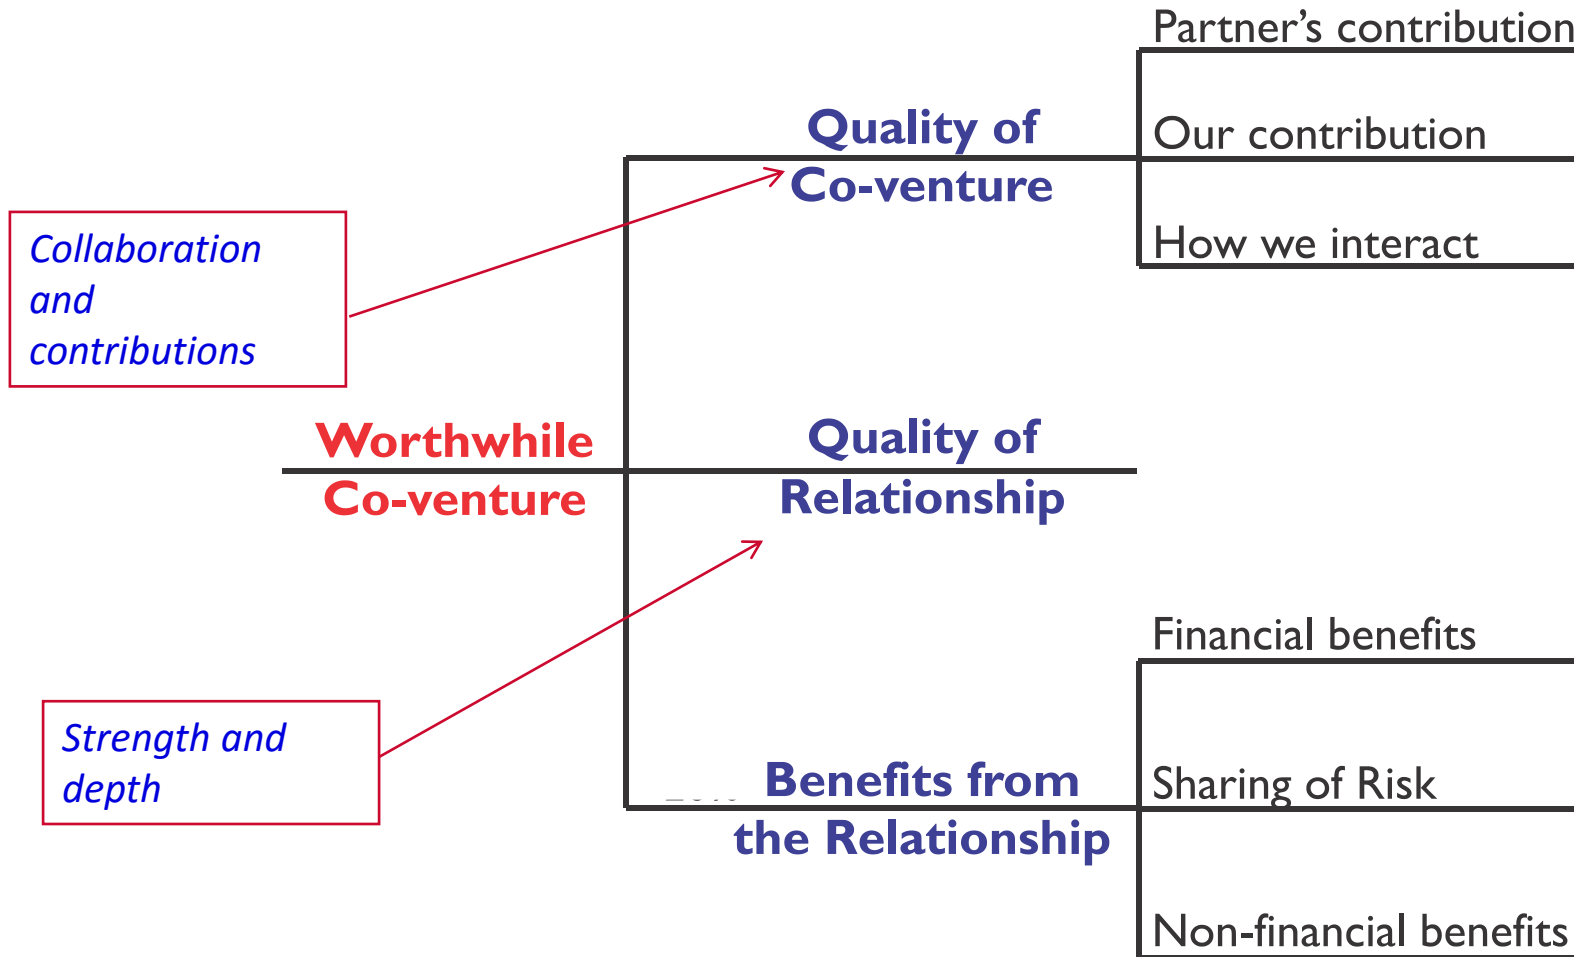 Partner’s contribution
Quality of
Co-venture
Our contribution
How we interact
Collaboration
and
contributions
Worthwhile
Co-venture
Quality of
Relationship
Strength and
depth
Financial benefits
Benefits from
the Relationship
Sharing of Risk
Non-financial benefits